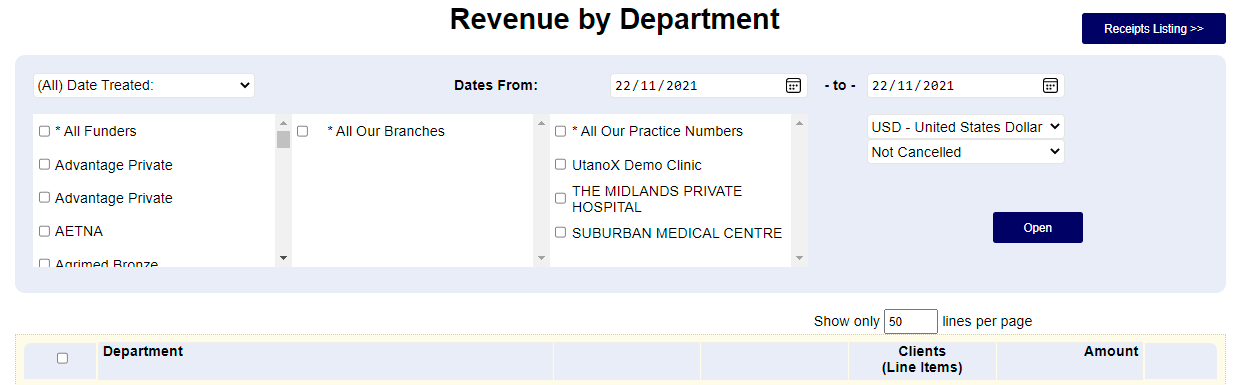 Revenue by Department
Receipts Listing >>
(All) Date Treated:
Dates From:
22/11/2021
- to -
22/11/2021
* All Funders
Advantage Private
Advantage Private
AETNA
Agrimed Bronze
* All Our Branches
* All Our Practice Numbers
UtanoX Demo Clinic
THE MIDLANDS PRIVATE
HOSPITAL
SUBURBAN MEDICAL CENTRE
USD - United States Dollar
Not Cancelled
Open
Show only 50 lines per page
Department
Clients
(Line Items)
Amount